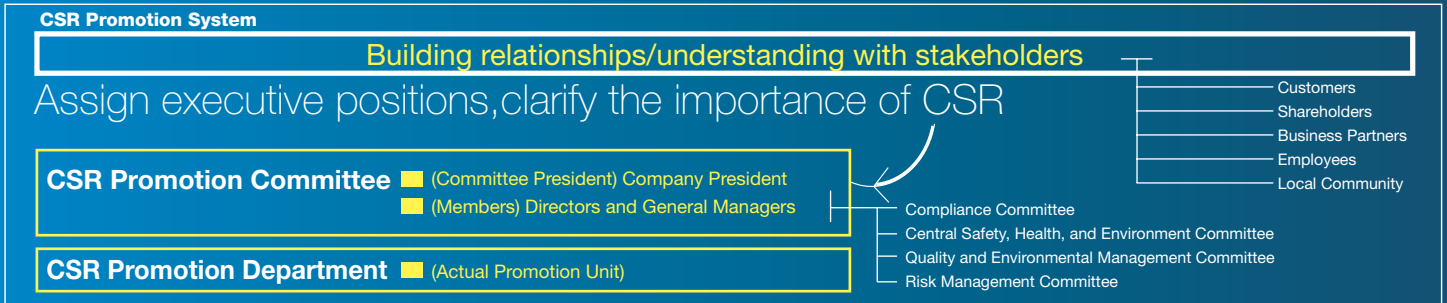 CSR Promotion System
Building relationships/understanding with stakeholders
Assign executive positions,clarify the importance of CSR
Customers
Shareholders
Business Partners
Employees
Local Community
CSR Promotion Committee (Committee President) Company President
(Members) Directors and General Managers
Compliance Committee
Central Safety, Health, and Environment Committee
Quality and Environmental Management Committee
Risk Management Committee
CSR Promotion Department (Actual Promotion Unit)